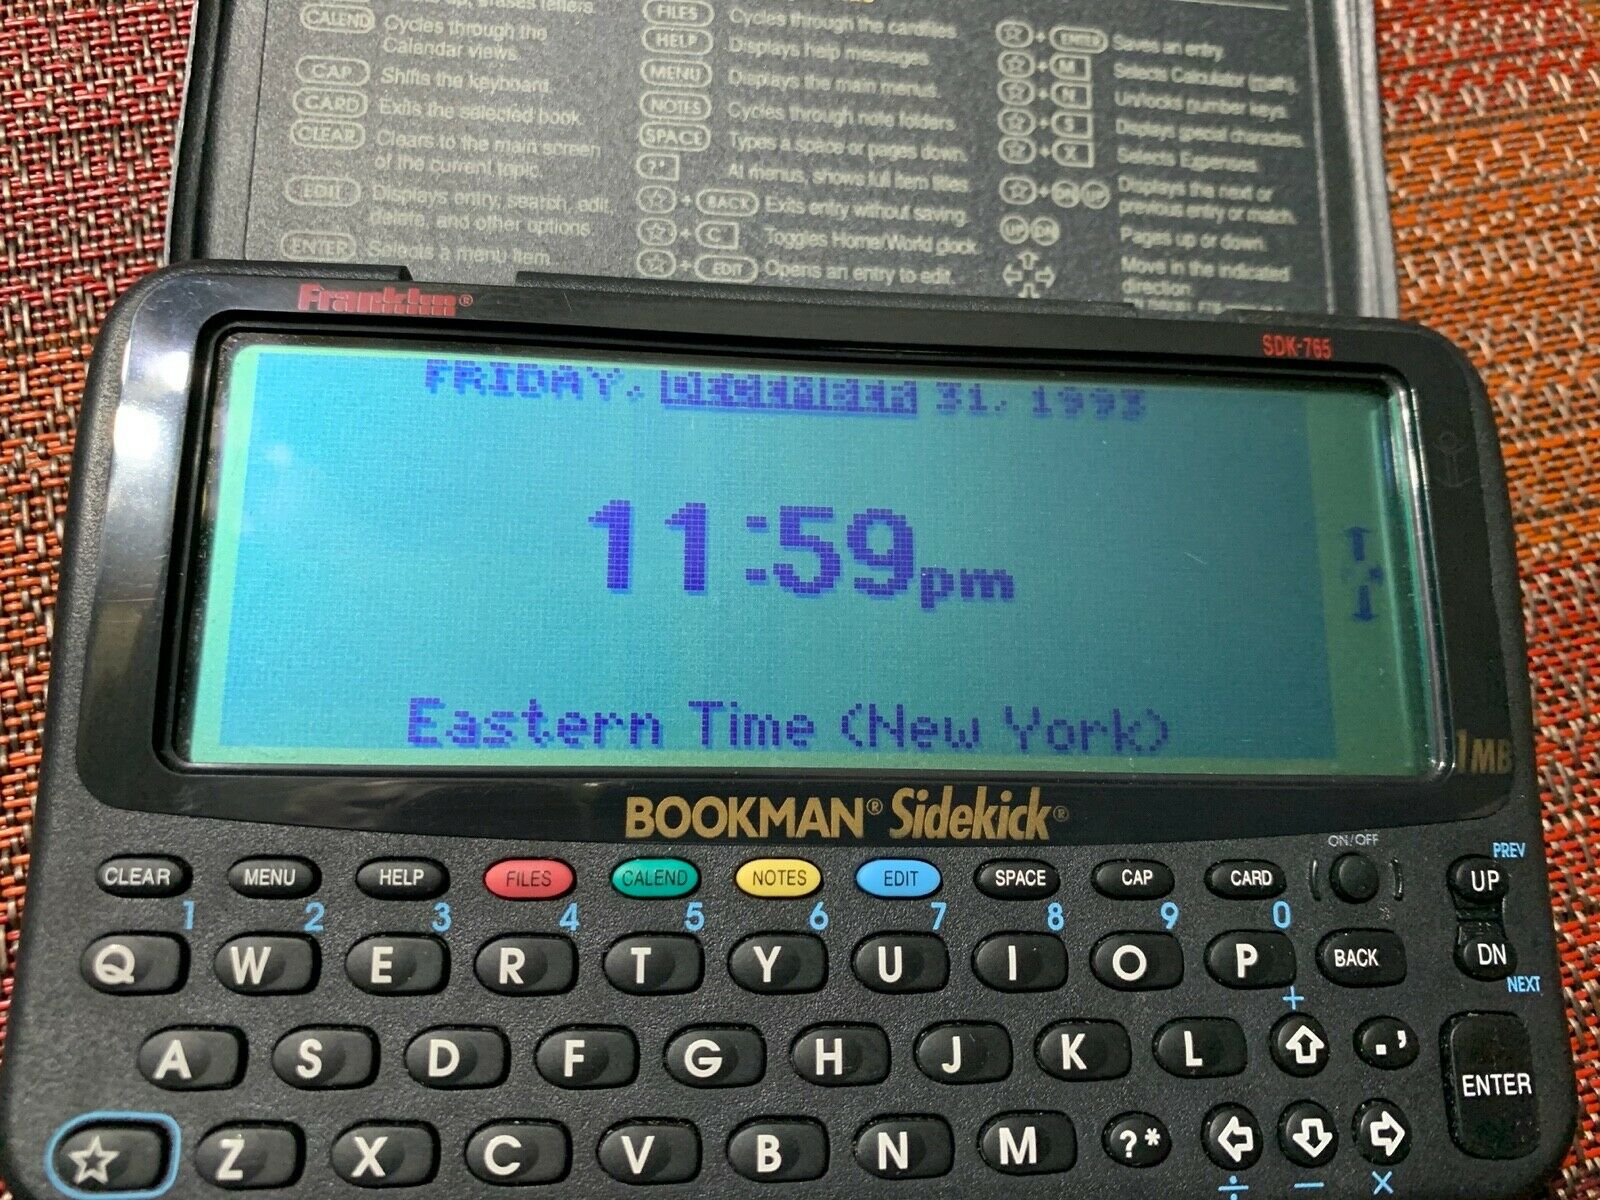 CALEND Cycles through the
Calendar views.
CAP Shifts the keyboard.
CARD Exits the selected book.
CLEAR Clears to the main screen
of the current topic.
EDIT Displays entry, search, edit,
delete, and other options.
ENTER Selects a menu item.
FILES Cycles through the cardfiles.
HELP Displays help messages.
MENU Displays the main menus.
NOTES Cycles through note folders.
SPACE Types a space or pages down.
?* At menus, shows full item titles.
☆ + BACK Exits entry without saving.
☆ + C Toggles Home/World clock.
☆ + EDIT Opens an entry to edit.
☆ + ENTER Saves an entry.
☆ + M Selects Calculator (math).
☆ + N Unlocks number keys.
☆ + S Displays special characters.
☆ + X Selects Expenses.
☆ + DN UP Displays the next or
previous entry or match.
UP DN Pages up or down.
Move in the indicated
direction.
Franklin®
SDK-765
FRIDAY, 31, 1993
11:59pm
Eastern Time (New York)
1MB
BOOKMAN® Sidekick®
ON/OFF PREV
CLEAR MENU HELP FILES CALEND NOTES EDIT SPACE CAP CARD UP
1 2 3 4 5 6 7 8 9 0
Q W E R T Y U I O P BACK DN
NEXT
+
A S D F G H J K L ⇧ . ' ENTER
☆ Z X C V B N M ?* ⇦ ⇩ ⇨
÷ − ×